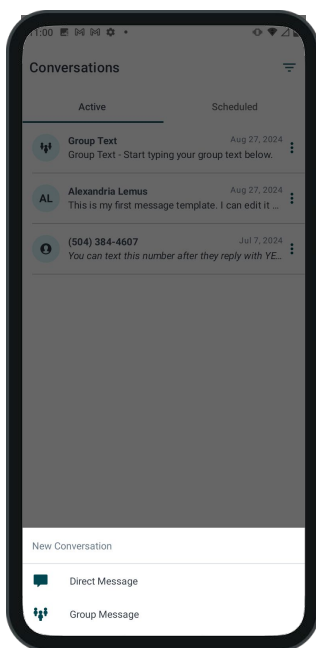 11:00
Conversations
Active Scheduled
Group Text Aug 27, 2024
Group Text - Start typing your group text below.
AL Alexandria Lemus Aug 27, 2024
This is my first message template. I can edit it ...
(504) 384-4607 Jul 7, 2024
You can text this number after they reply with YE...
New Conversation
Direct Message
Group Message